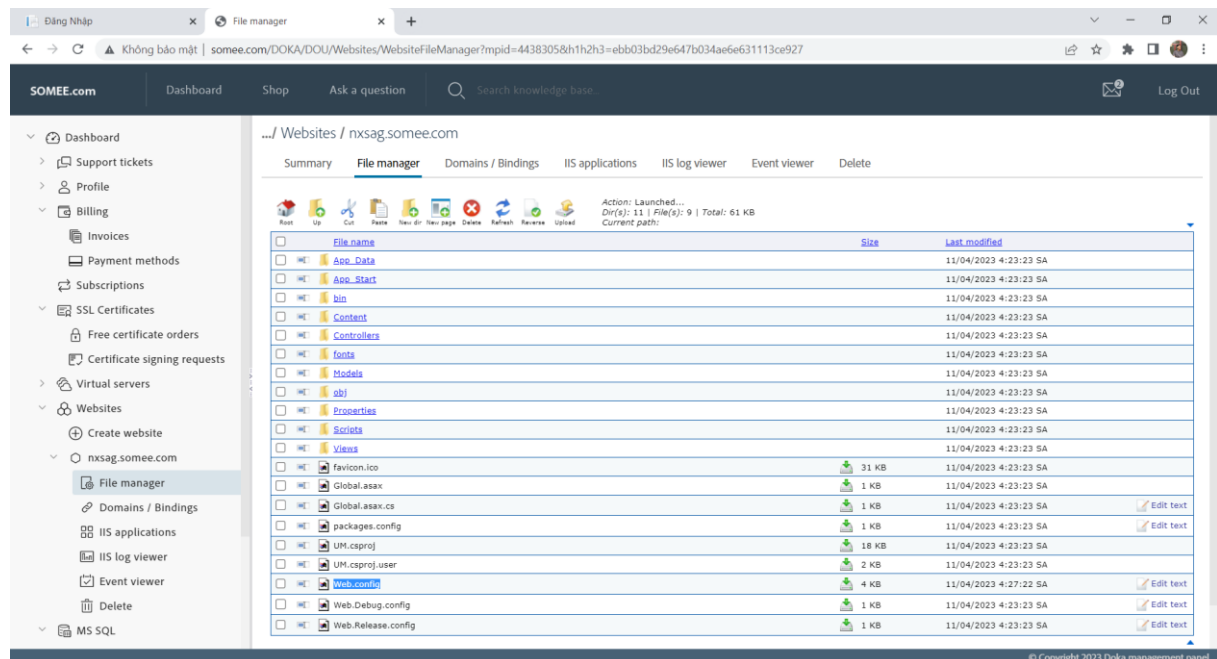 Đăng Nhập
File manager
Không bảo mật | somee.com/DOKA/DOU/Websites/WebsiteFileManager?mpid=4438305&h1h2h3=ebb03bd29e647b034ae6e631113ce927
SOMEE.com Dashboard Shop Ask a question Search knowledge base.. 2 Log Out
Dashboard
Support tickets
Profile
Billing
Invoices
Payment methods
Subscriptions
SSL Certificates
Free certificate orders
Certificate signing requests
Virtual servers
Websites
Create website
nxsag.somee.com
File manager
Domains / Bindings
IIS applications
IIS log viewer
Event viewer
Delete
MS SQL
.../ Websites / nxsag.somee.com
Summary File manager Domains / Bindings IIS applications IIS log viewer Event viewer Delete
Root Up Cut Paste New dir New page Delete Refresh Reverse Upload
Action: Launched...
Dir(s): 11 | File(s): 9 | Total: 61 KB
Current path:
File name Size Last modified
App_Data 11/04/2023 4:23:23 SA
App_Start 11/04/2023 4:23:23 SA
bin 11/04/2023 4:23:23 SA
Content 11/04/2023 4:23:23 SA
Controllers 11/04/2023 4:23:23 SA
fonts 11/04/2023 4:23:23 SA
Models 11/04/2023 4:23:23 SA
obj 11/04/2023 4:23:23 SA
Properties 11/04/2023 4:23:23 SA
Scripts 11/04/2023 4:23:23 SA
Views 11/04/2023 4:23:23 SA
favicon.ico 31 KB 11/04/2023 4:23:23 SA
Global.asax 1 KB 11/04/2023 4:23:23 SA
Global.asax.cs 1 KB 11/04/2023 4:23:23 SA Edit text
packages.config 1 KB 11/04/2023 4:23:23 SA Edit text
UM.csproj 18 KB 11/04/2023 4:23:23 SA
UM.csproj.user 2 KB 11/04/2023 4:23:23 SA
Web.config 4 KB 11/04/2023 4:27:22 SA Edit text
Web.Debug.config 1 KB 11/04/2023 4:23:23 SA Edit text
Web.Release.config 1 KB 11/04/2023 4:23:23 SA Edit text
© Copyright 2023 Doka management panel